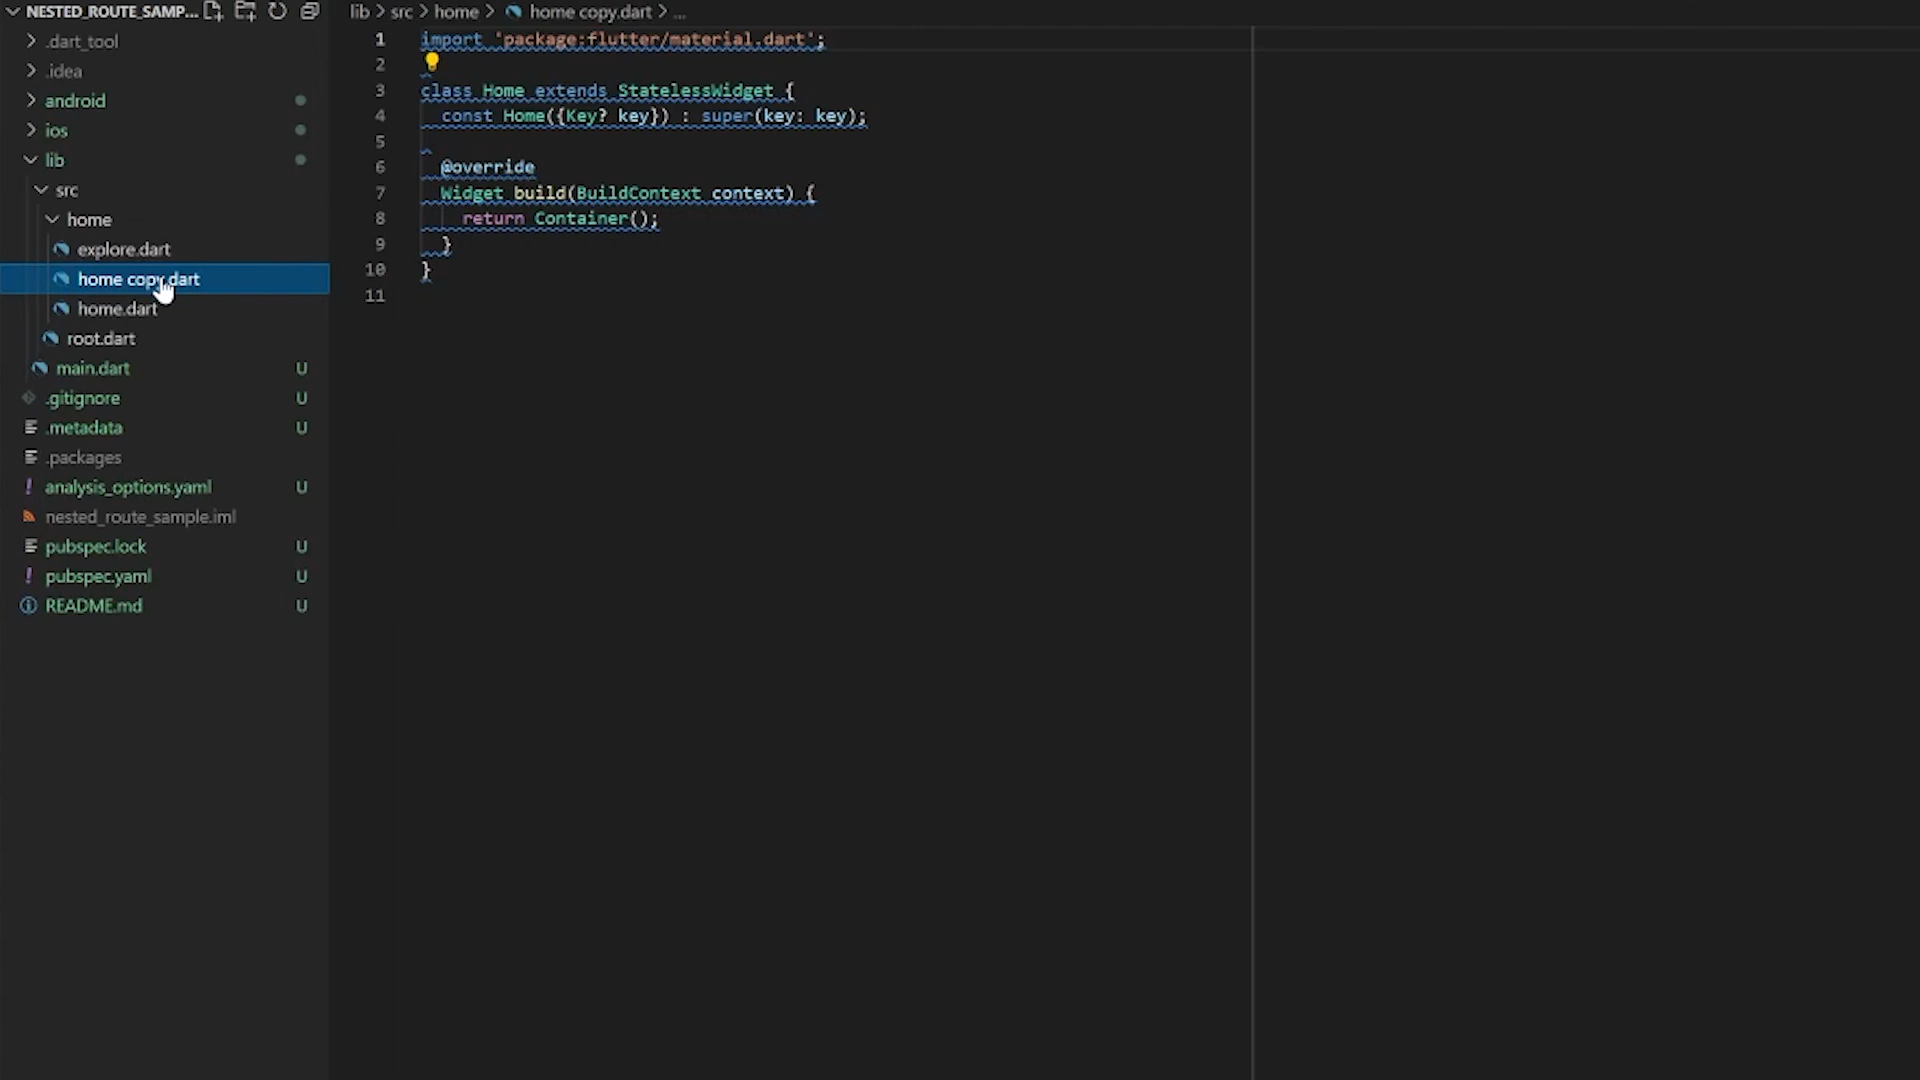 NESTED_ROUTE_SAMP...
.dart_tool
.idea
android
ios
lib
src
home
explore.dart
home copy.dart
home.dart
root.dart
main.dart U
.gitignore U
.metadata U
.packages
analysis_options.yaml U
nested_route_sample.iml
pubspec.lock U
pubspec.yaml U
README.md U
lib > src > home > home copy.dart > ...
1 import 'package:flutter/material.dart';
2
3 class Home extends StatelessWidget {
4 const Home({Key? key}) : super(key: key);
5
6 @override
7 Widget build(BuildContext context) {
8 return Container();
9 }
10 }
11